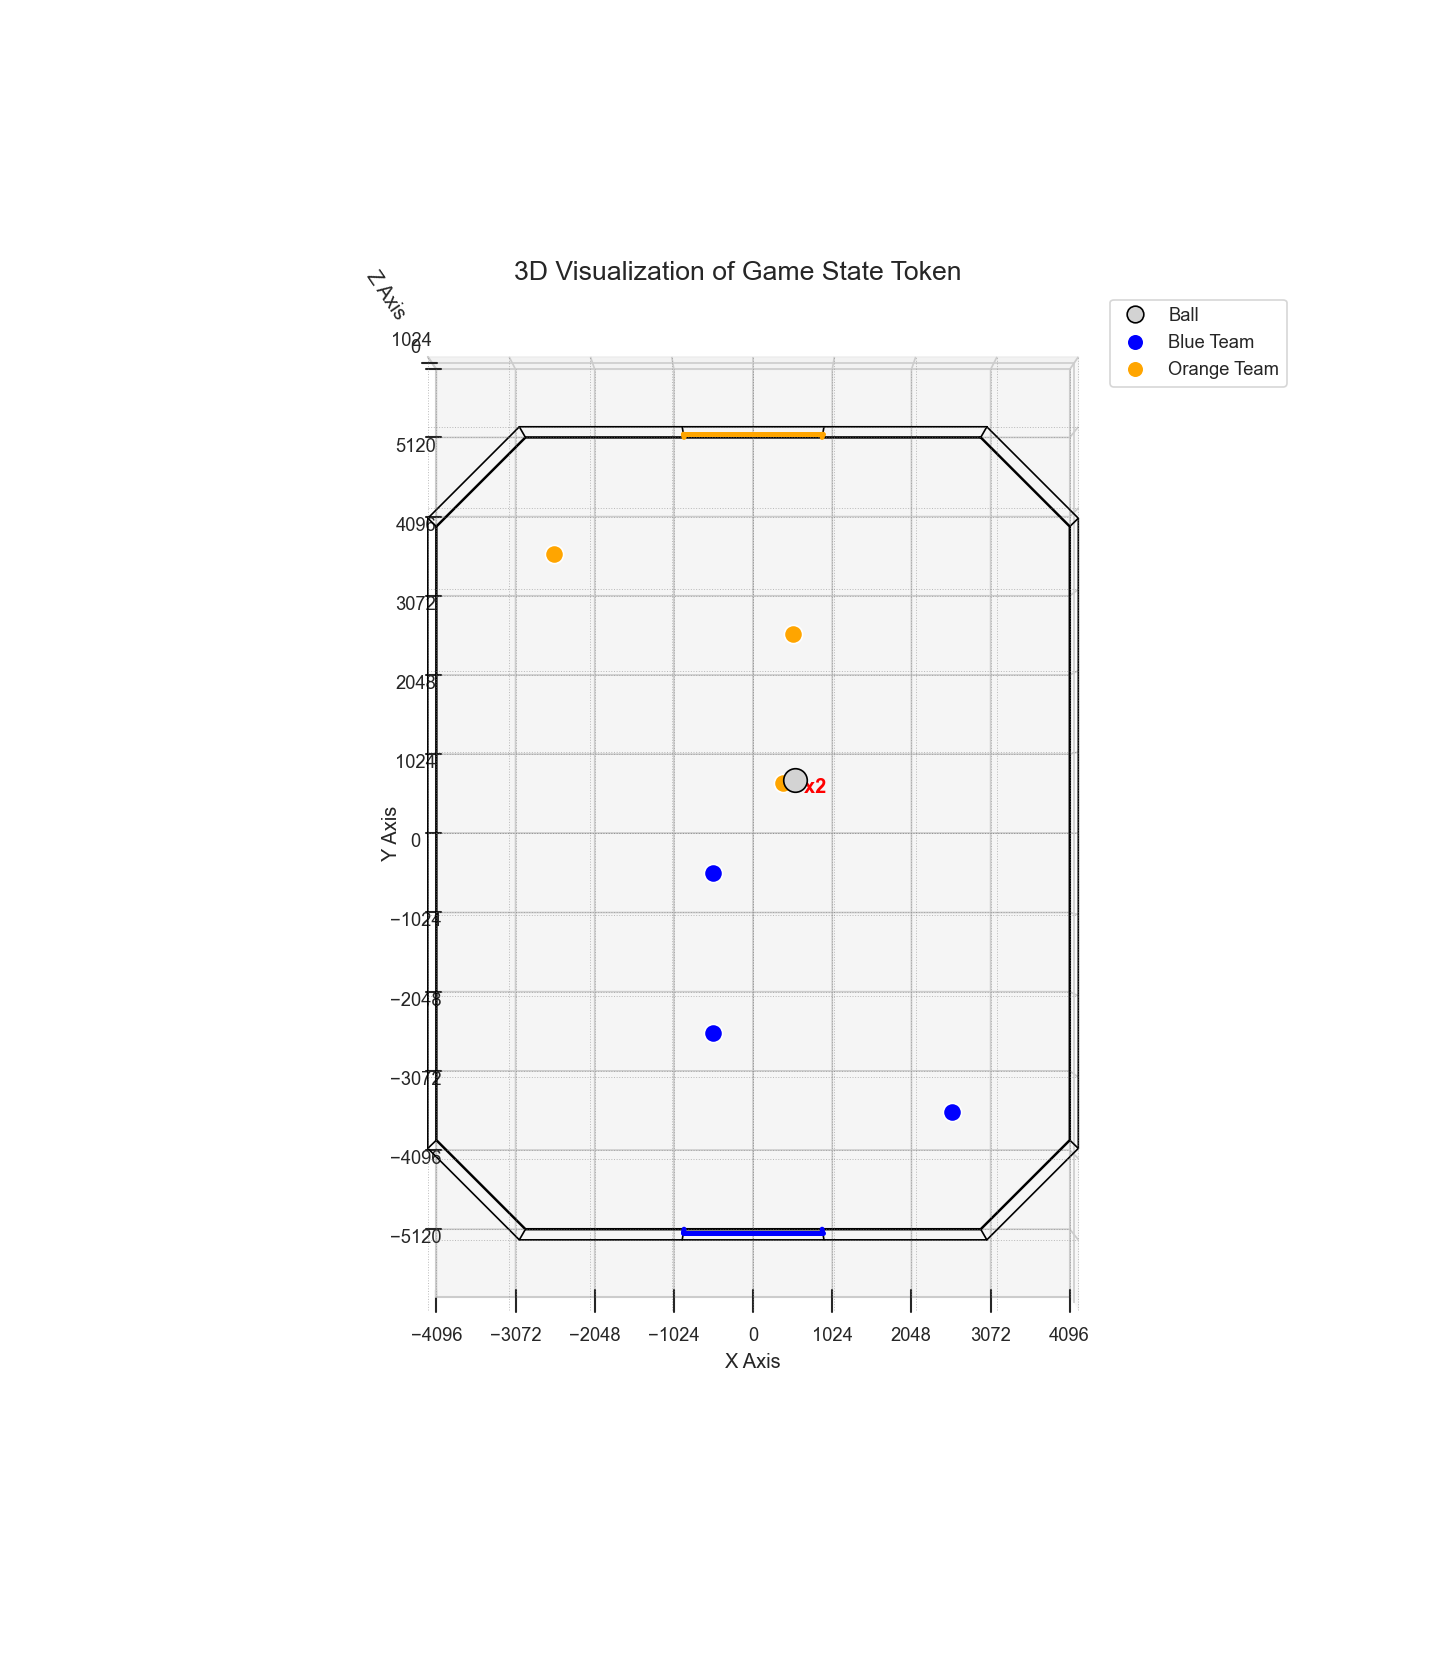 3D Visualization of Game State Token
Z Axis
Ball
Blue Team
Orange Team
1024
0
5120
4096
3072
2048
1024
x2
Y Axis
0
−1024
−2048
−3072
−4096
−5120
−4096 −3072 −2048 −1024 0 1024 2048 3072 4096
X Axis